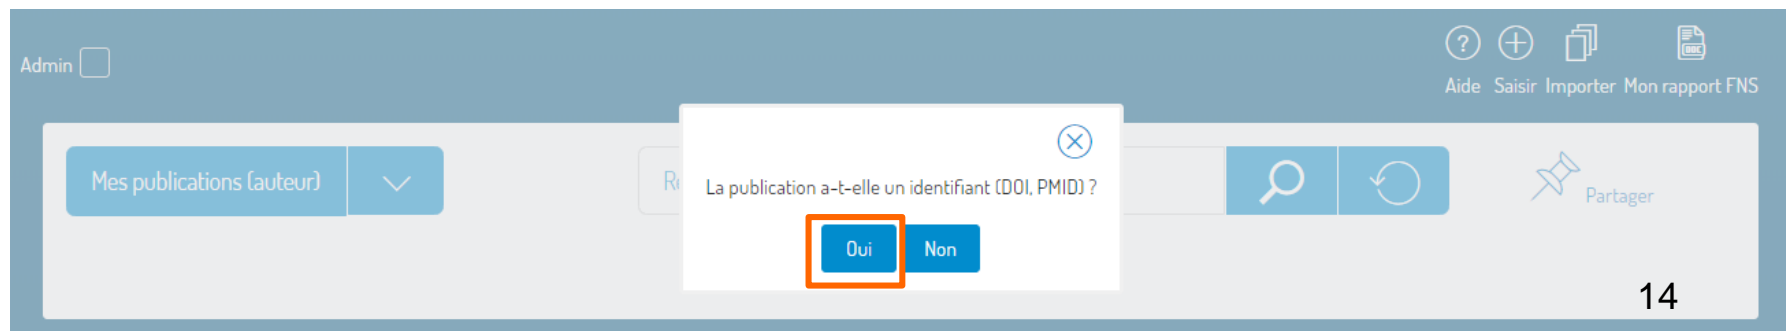 Admin
? DOC
Aide Saisir Importer Mon rapport FNS
Mes publications (auteur)
La publication a-t-elle un identifiant (DOI, PMID) ?
Partager
Oui Non
14